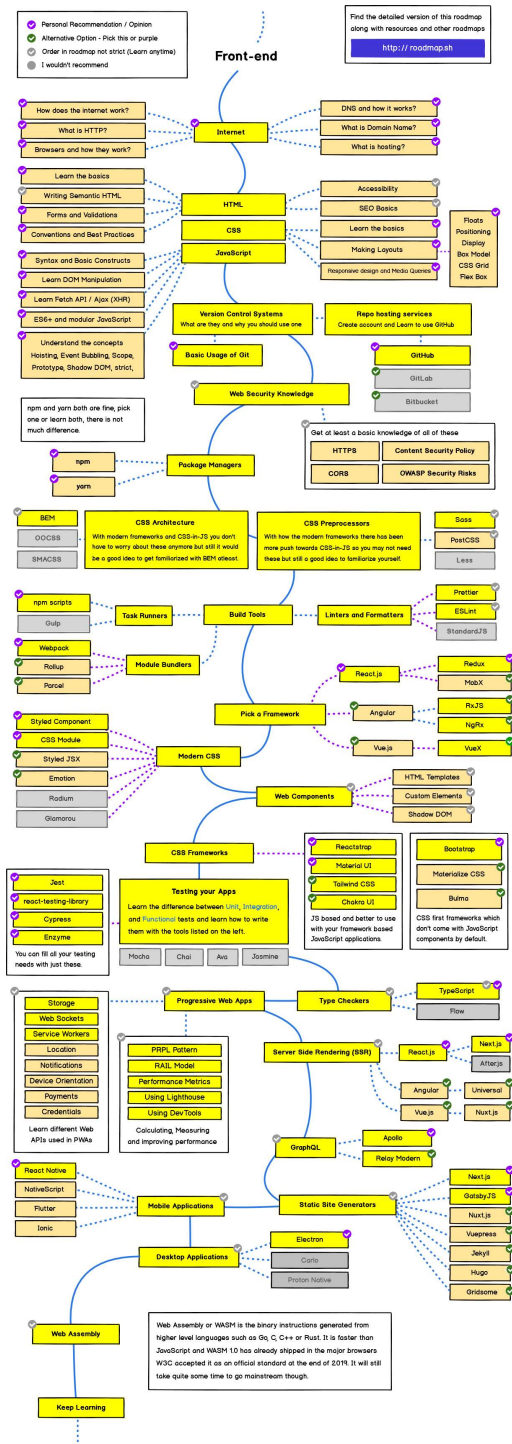 Personal Recommendation / Opinion
Alternative Option - Pick this or purple
Order in roadmap not strict (Learn anytime)
I wouldn't recommend
Front-end
Find the detailed version of this roadmap
along with resources and other roadmaps
http://roadmap.sh
How does the internet work?
What is HTTP?
Browsers and how they work?
Internet
DNS and how it works?
What is Domain Name?
What is hosting?
Learn the basics
Writing Semantic HTML
Forms and Validations
Conventions and Best Practices
HTML
CSS
JavaScript
Accessibility
SEO Basics
Learn the basics
Making Layouts
Responsive design and Media Queries
Floats
Positioning
Display
Box Model
CSS Grid
Flex Box
Syntax and Basic Constructs
Learn DOM Manipulation
Learn Fetch API / Ajax (XHR)
ES6+ and modular JavaScript
Understand the concepts
Hoisting, Event Bubbling, Scope,
Prototype, Shadow DOM, strict,
Version Control Systems
What are they and why you should use one
Repo hosting services
Create account and Learn to use GitHub
Basic Usage of Git
GitHub
GitLab
Bitbucket
Web Security Knowledge
Get at least a basic knowledge of all of these
HTTPS
Content Security Policy
CORS
OWASP Security Risks
npm and yarn both are fine, pick
one or learn both, there is not
much difference.
npm
yarn
Package Managers
BEM
OOCSS
SMACSS
CSS Architecture
With modern frameworks and CSS-in-JS you don't
have to worry about these anymore but still it would
be a good idea to get familiarized with BEM atleast.
CSS Preprocessors
With how the modern frameworks there has been
more push towards CSS-in-JS so you may not need
these but still a good idea to familiarize yourself.
Sass
PostCSS
Less
npm scripts
Gulp
Task Runners
Build Tools
Linters and Formatters
Prettier
ESLint
StandardJS
Webpack
Rollup
Parcel
Module Bundlers
Pick a Framework
React.js
Redux
MobX
Angular
RxJS
NgRx
Vue.js
VueX
Styled Component
CSS Module
Styled JSX
Emotion
Radium
Glamorou
Modern CSS
Web Components
HTML Templates
Custom Elements
Shadow DOM
CSS Frameworks
Reactstrap
Material UI
Tailwind CSS
Chakra UI
JS based and better to use
with your framework based
JavaScript applications.
Bootstrap
Materialize CSS
Bulma
CSS first frameworks which
don't come with JavaScript
components by default.
Jest
react-testing-library
Cypress
Enzyme
You can fill all your testing
needs with just these.
Testing your Apps
Learn the difference between Unit, Integration,
and Functional tests and learn how to write
them with the tools listed on the left.
Mocha
Chai
Ava
Jasmine
Progressive Web Apps
Type Checkers
TypeScript
Flow
Storage
Web Sockets
Service Workers
Location
Notifications
Device Orientation
Payments
Credentials
Learn different Web
APIs used in PWAs
PRPL Pattern
RAIL Model
Performance Metrics
Using Lighthouse
Using DevTools
Calculating, Measuring
and improving performance
Server Side Rendering (SSR)
React.js
Next.js
After.js
Angular
Universal
Vue.js
Nuxt.js
GraphQL
Apollo
Relay Modern
React Native
NativeScript
Flutter
Ionic
Mobile Applications
Static Site Generators
Next.js
GatsbyJS
Nuxt.js
Vuepress
Jekyll
Hugo
Gridsome
Desktop Applications
Electron
Carlo
Proton Native
Web Assembly
Web Assembly or WASM is the binary instructions generated from
higher level languages such as Go, C, C++ or Rust. It is faster than
JavaScript and WASM 1.0 has already shipped in the major browsers
W3C accepted it as an official standard at the end of 2019. It will still
take quite some time to go mainstream though.
Keep Learning